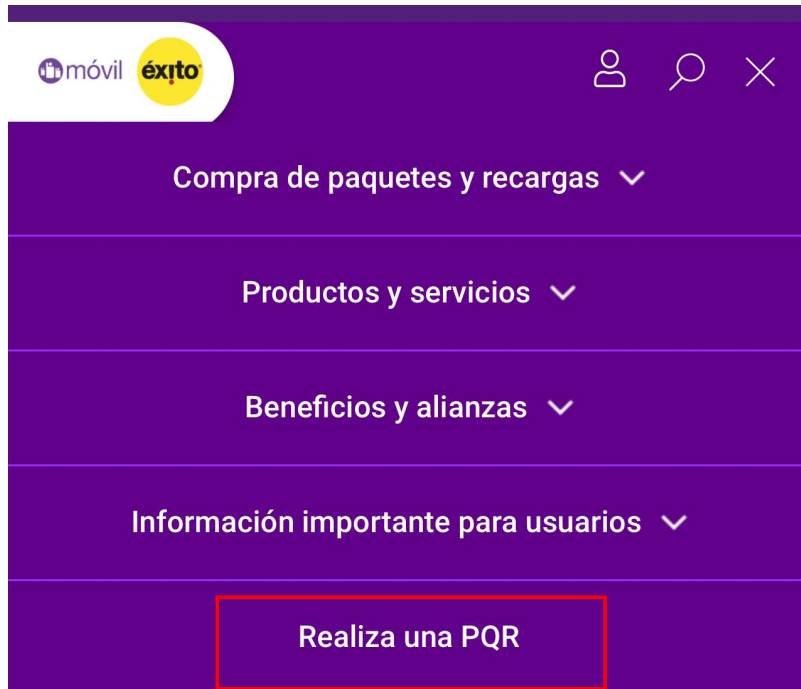 móvil éxito
Compra de paquetes y recargas
Productos y servicios
Beneficios y alianzas
Información importante para usuarios
Realiza una PQR